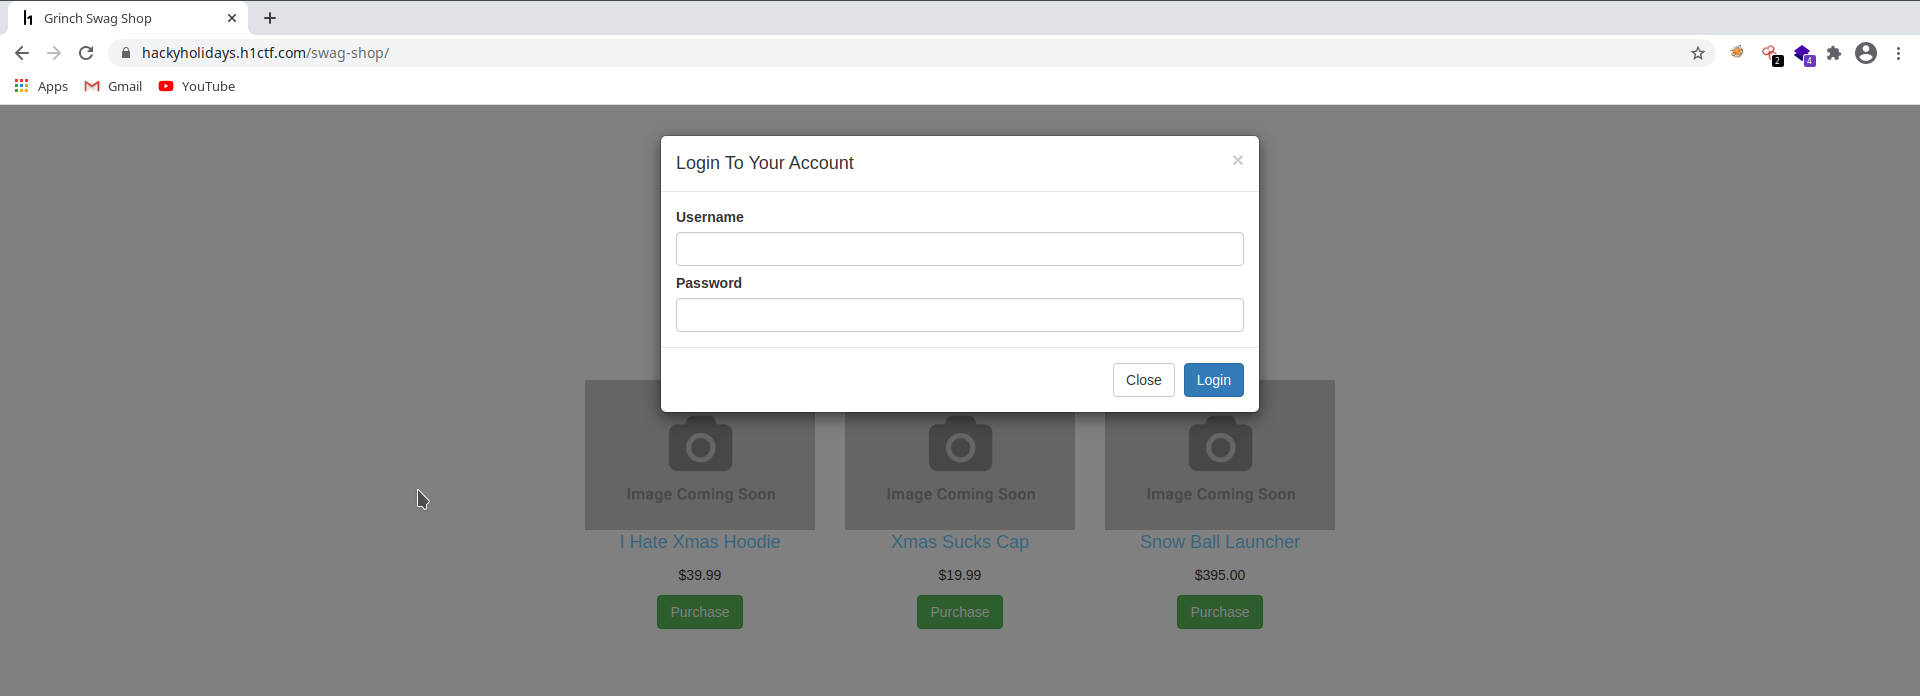 Grinch Swag Shop
hackyholidays.h1ctf.com/swag-shop/
2
4
Apps Gmail YouTube
Login To Your Account ×
Username
Password
Close Login
Image Coming Soon Image Coming Soon Image Coming Soon
I Hate Xmas Hoodie Xmas Sucks Cap Snow Ball Launcher
$39.99 $19.99 $395.00
Purchase Purchase Purchase